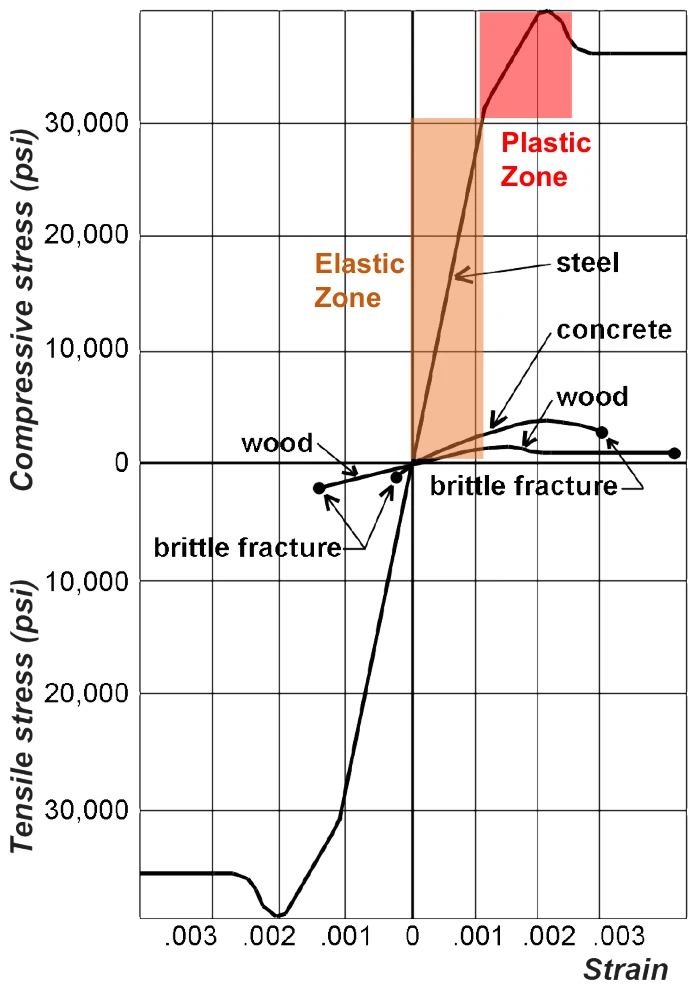 Compressive stress (psi)
Tensile stress (psi)
30,000
Plastic
Zone
20,000
Elastic
Zone
steel
10,000
concrete
wood
wood
0
brittle fracture
brittle fracture
10,000
20,000
30,000
.003 .002 .001 0 .001 .002 .003
Strain